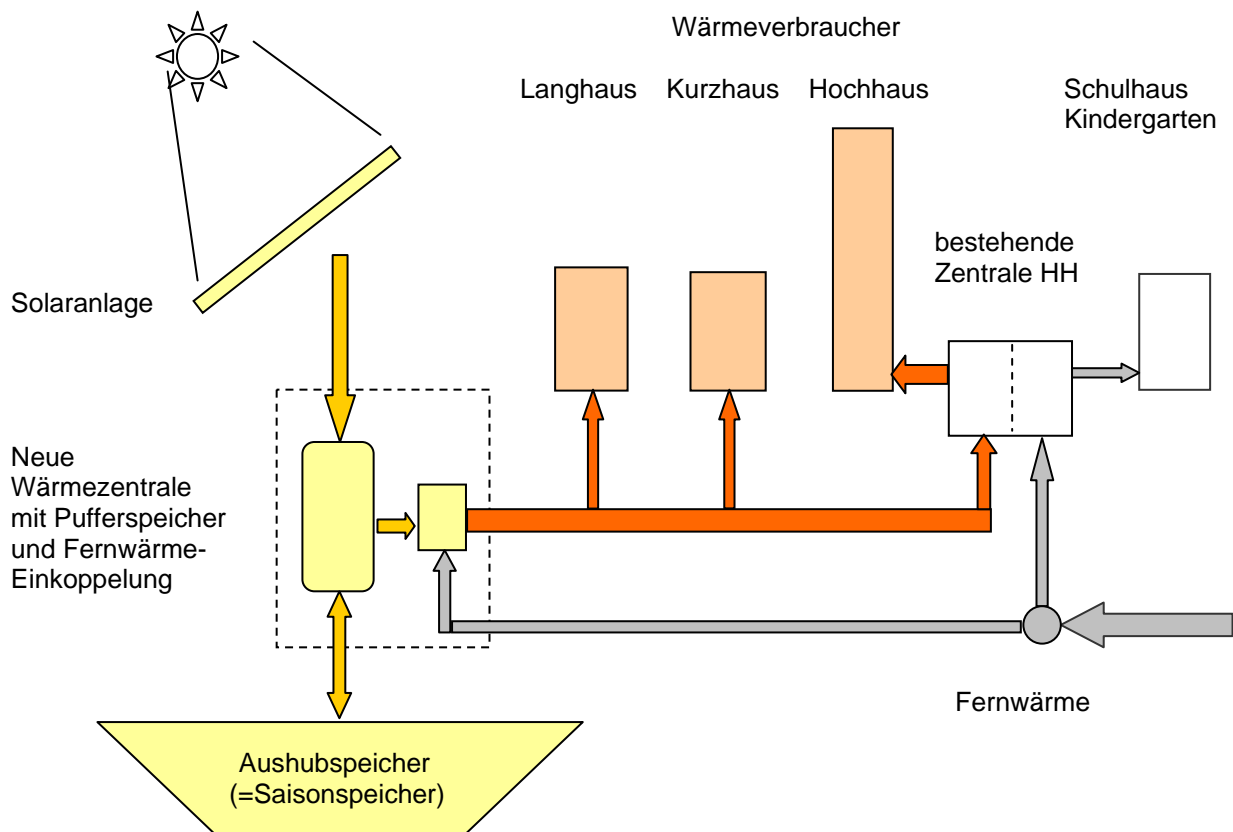 Wärmeverbraucher
Langhaus
Kurzhaus
Hochhaus
Schulhaus
Kindergarten
bestehende
Zentrale HH
Solaranlage
Neue
Wärmezentrale
mit Pufferspeicher
und Fernwärme-
Einkoppelung
Fernwärme
Aushubspeicher
(=Saisonspeicher)